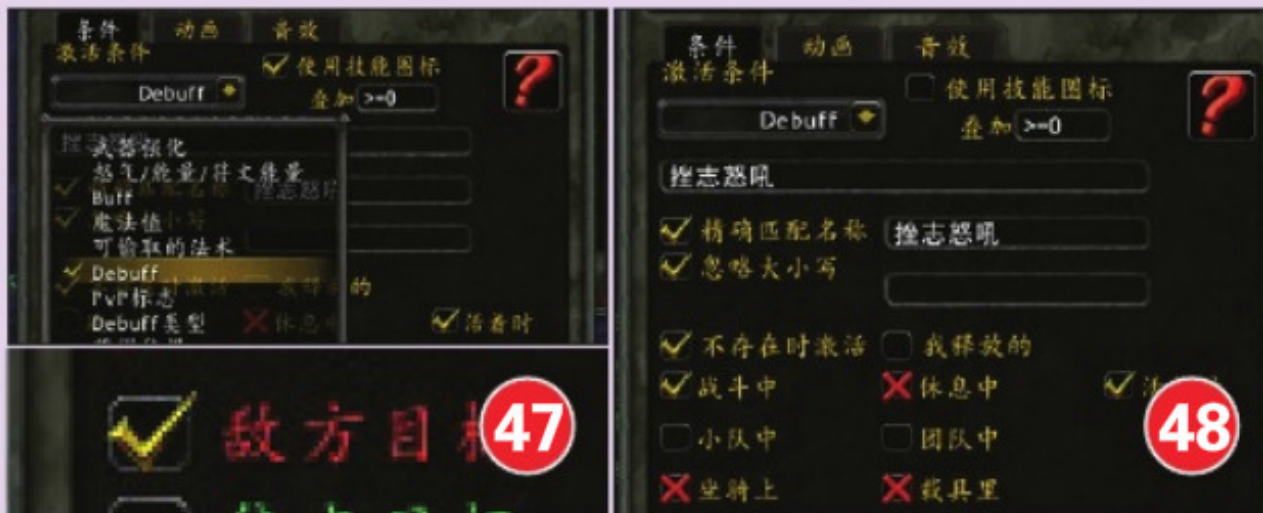 条件 动画 音效
激活条件
使用技能图标
Debuff
叠加 >=0
武器强化
怒气/能量/符文能量
Buff
魔法值
可偷取的法术
Debuff
PvP标志
Debuff类型
休息中
活着时
敌方目
47
条件 动画 音效
激活条件
使用技能图标
Debuff
叠加 >=0
挫志怒吼
精确匹配名称 挫志怒吼
忽略大小写
不存在时激活 我释放的
战斗中 休息中
小队中 团队中
坐骑上 载具里
48